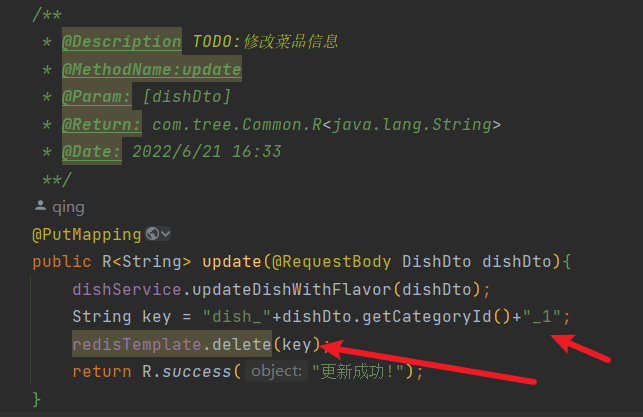 /**
* @Description TODO:修改菜品信息
* @MethodName:update
* @Param: [dishDto]
* @Return: com.tree.Common.R<java.lang.String>
* @Date: 2022/6/21 16:33
**/
qing
@PutMapping
public R<String> update(@RequestBody DishDto dishDto){
dishService.updateDishWithFlavor(dishDto);
String key = "dish_"+dishDto.getCategoryId()+"_1";
redisTemplate.delete(key);
return R.success( object: "更新成功!");
}